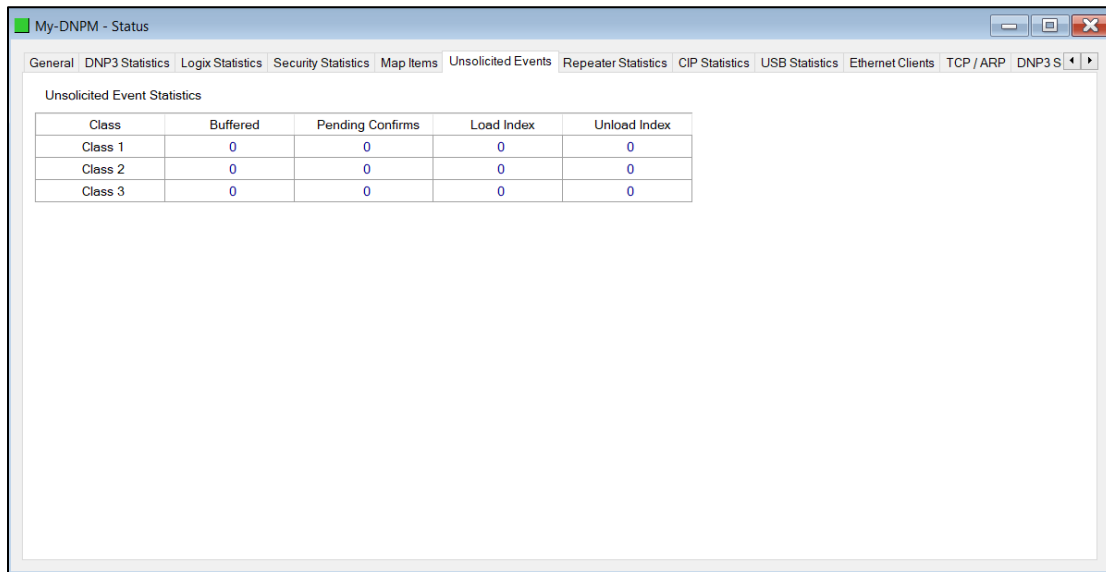 My-DNPM - Status
General DNP3 Statistics Logix Statistics Security Statistics Map Items Unsolicited Events Repeater Statistics CIP Statistics USB Statistics Ethernet Clients TCP / ARP DNP3 S
Unsolicited Event Statistics
Class Buffered Pending Confirms Load Index Unload Index
Class 1 0 0 0 0
Class 2 0 0 0 0
Class 3 0 0 0 0